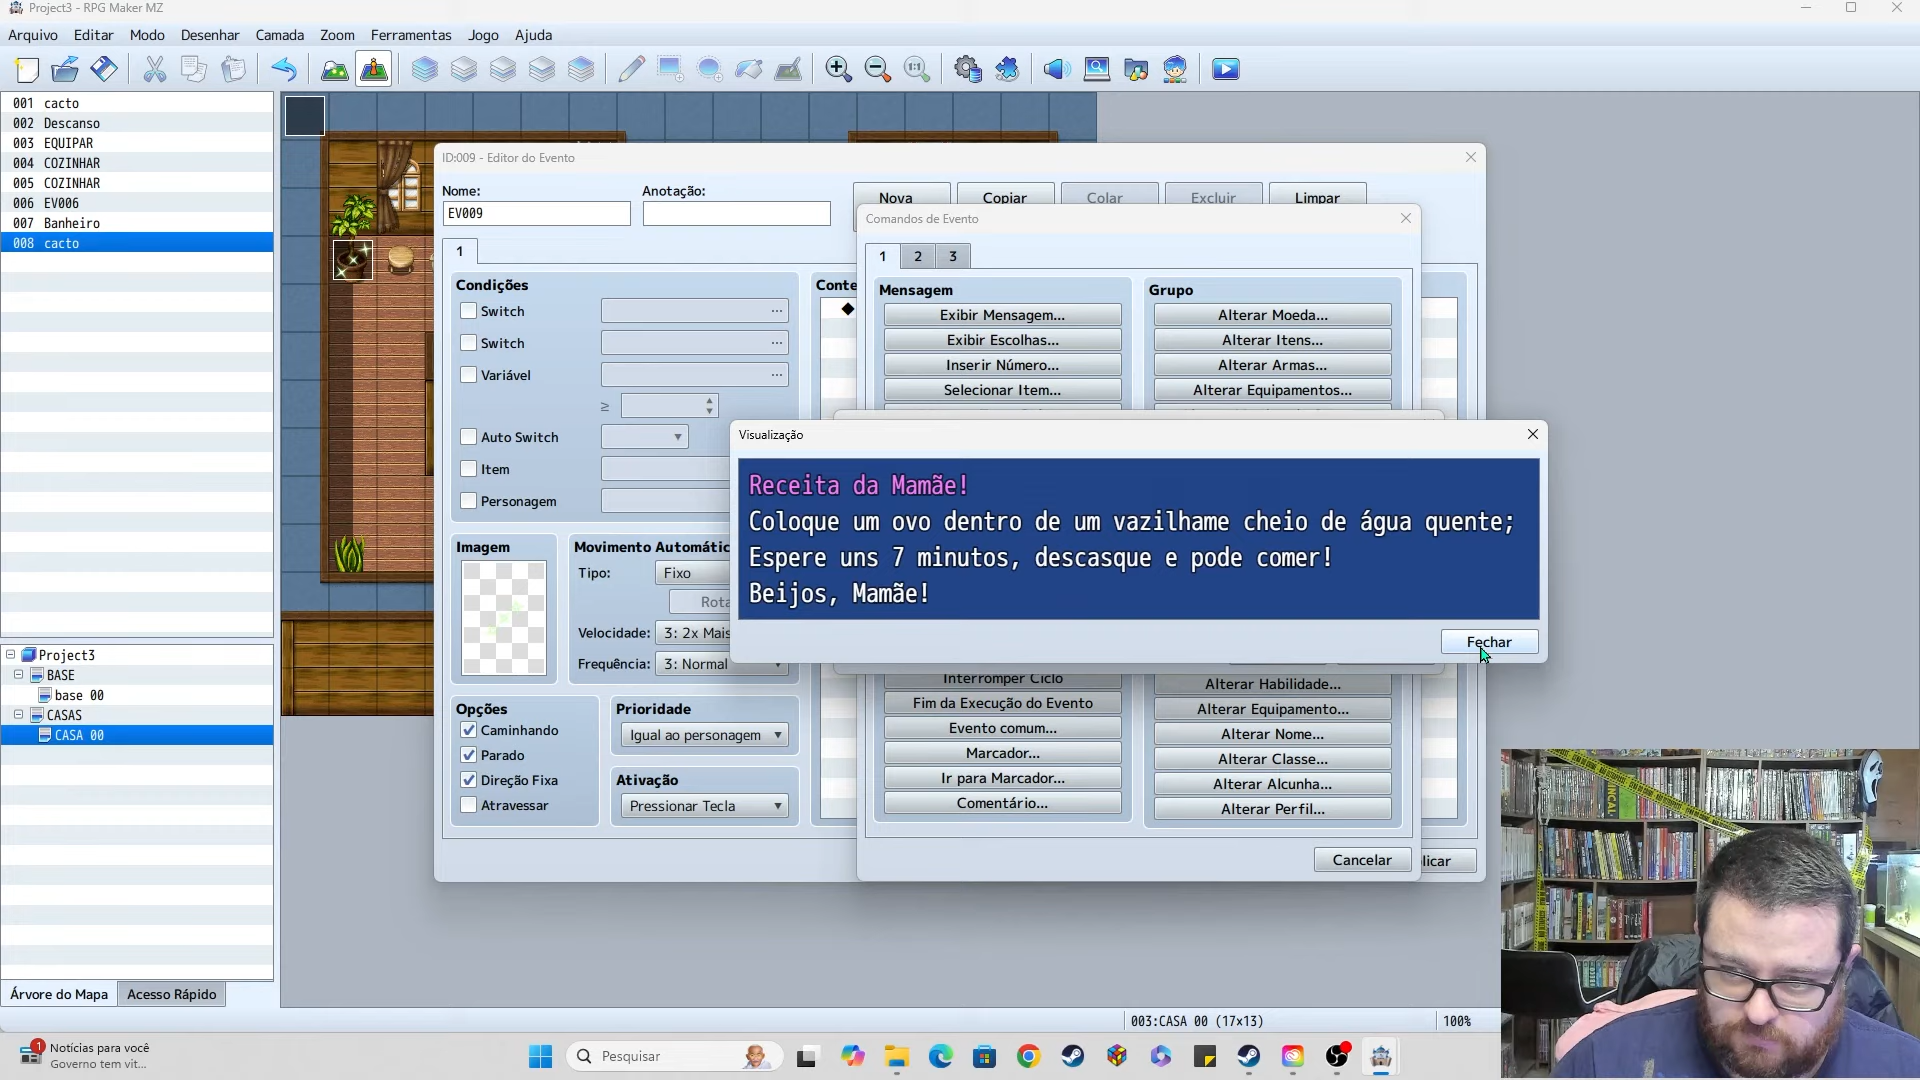 Project3 - RPG Maker MZ
Arquivo Editar Modo Desenhar Camada Zoom Ferramentas Jogo Ajuda
001 cacto
002 Descanso
003 EQUIPAR
004 COZINHAR
005 COZINHAR
006 EV006
007 Banheiro
008 cacto
Project3
BASE
base 00
CASAS
CASA 00
Árvore do Mapa Acesso Rápido
ID:009 - Editor do Evento
Nome: Anotação:
EV009
Nova Copiar Colar Excluir Limpar
1
Condições
Switch ...
Switch ...
Variável ...
≥
Auto Switch
Item
Personagem
Imagem
Movimento Automátic
Tipo: Fixo
Rota
Velocidade: 3: 2x Mais
Frequência: 3: Normal
Opções
Caminhando
Parado
Direção Fixa
Atravessar
Prioridade
Igual ao personagem
Ativação
Pressionar Tecla
Conte
Comandos de Evento
1 2 3
Mensagem
Exibir Mensagem...
Exibir Escolhas...
Inserir Número...
Selecionar Item...
Grupo
Alterar Moeda...
Alterar Itens...
Alterar Armas...
Alterar Equipamentos...
Visualização
Receita da Mamãe!
Coloque um ovo dentro de um vazilhame cheio de água quente;
Espere uns 7 minutos, descasque e pode comer!
Beijos, Mamãe!
Fechar
Interromper Ciclo
Fim da Execução do Evento
Evento comum...
Marcador...
Ir para Marcador...
Comentário...
Alterar Habilidade...
Alterar Equipamento...
Alterar Nome...
Alterar Classe...
Alterar Alcunha...
Alterar Perfil...
Cancelar
licar
003:CASA 00 (17x13) 100%
1
Notícias para você
Governo tem vit...
Pesquisar